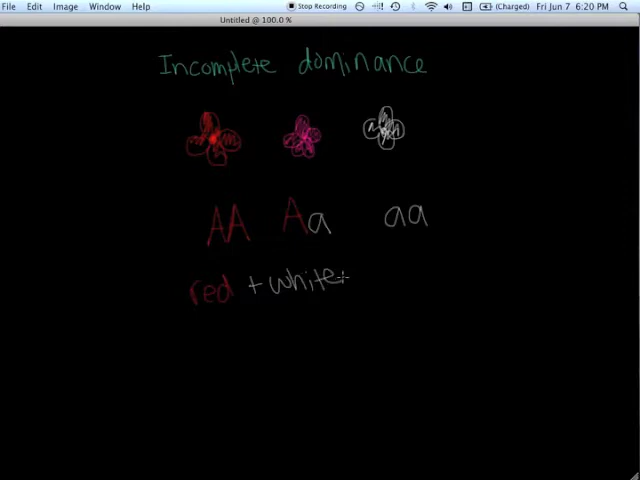 File Edit Image Window Help Stop Recording (Charged) Fri Jun 7 6:20 PM
Untitled @ 100.0 %
Incomplete dominance
AA Aa aa
red + white